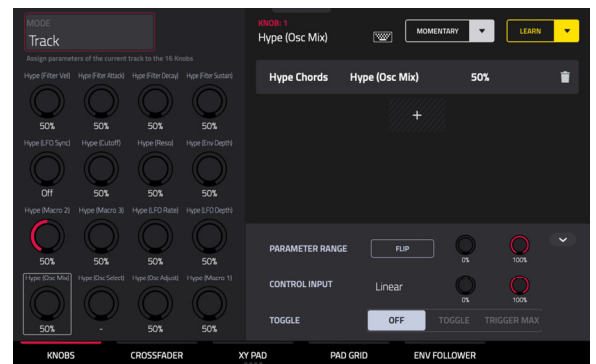 MODE
Track
Assign parameters of the current track to the 16 Knobs
Hype (Filter Vel) Hype (Filter Attack) Hype (Filter Decay) Hype (Filter Sustain)
50% 50% 50% 50%
Hype (LFO Sync) Hype (Cutoff) Hype (Reso) Hype (Env Depth)
Off 50% 50% 50%
Hype (Macro 2) Hype (Macro 3) Hype (LFO Rate) Hype (LFO Depth)
50% 50% 50% 50%
Hype (Osc Mix) Hype (Osc Select) Hype (Osc Adjust) Hype (Macro 1)
50% - 50% 50%
KNOB: 1
Hype (Osc Mix)
MOMENTARY
LEARN
Hype Chords Hype (Osc Mix) 50%
+
PARAMETER RANGE FLIP 0% 100%
CONTROL INPUT Linear 0% 100%
TOGGLE OFF TOGGLE TRIGGER MAX
KNOBS CROSSFADER XY PAD PAD GRID ENV FOLLOWER